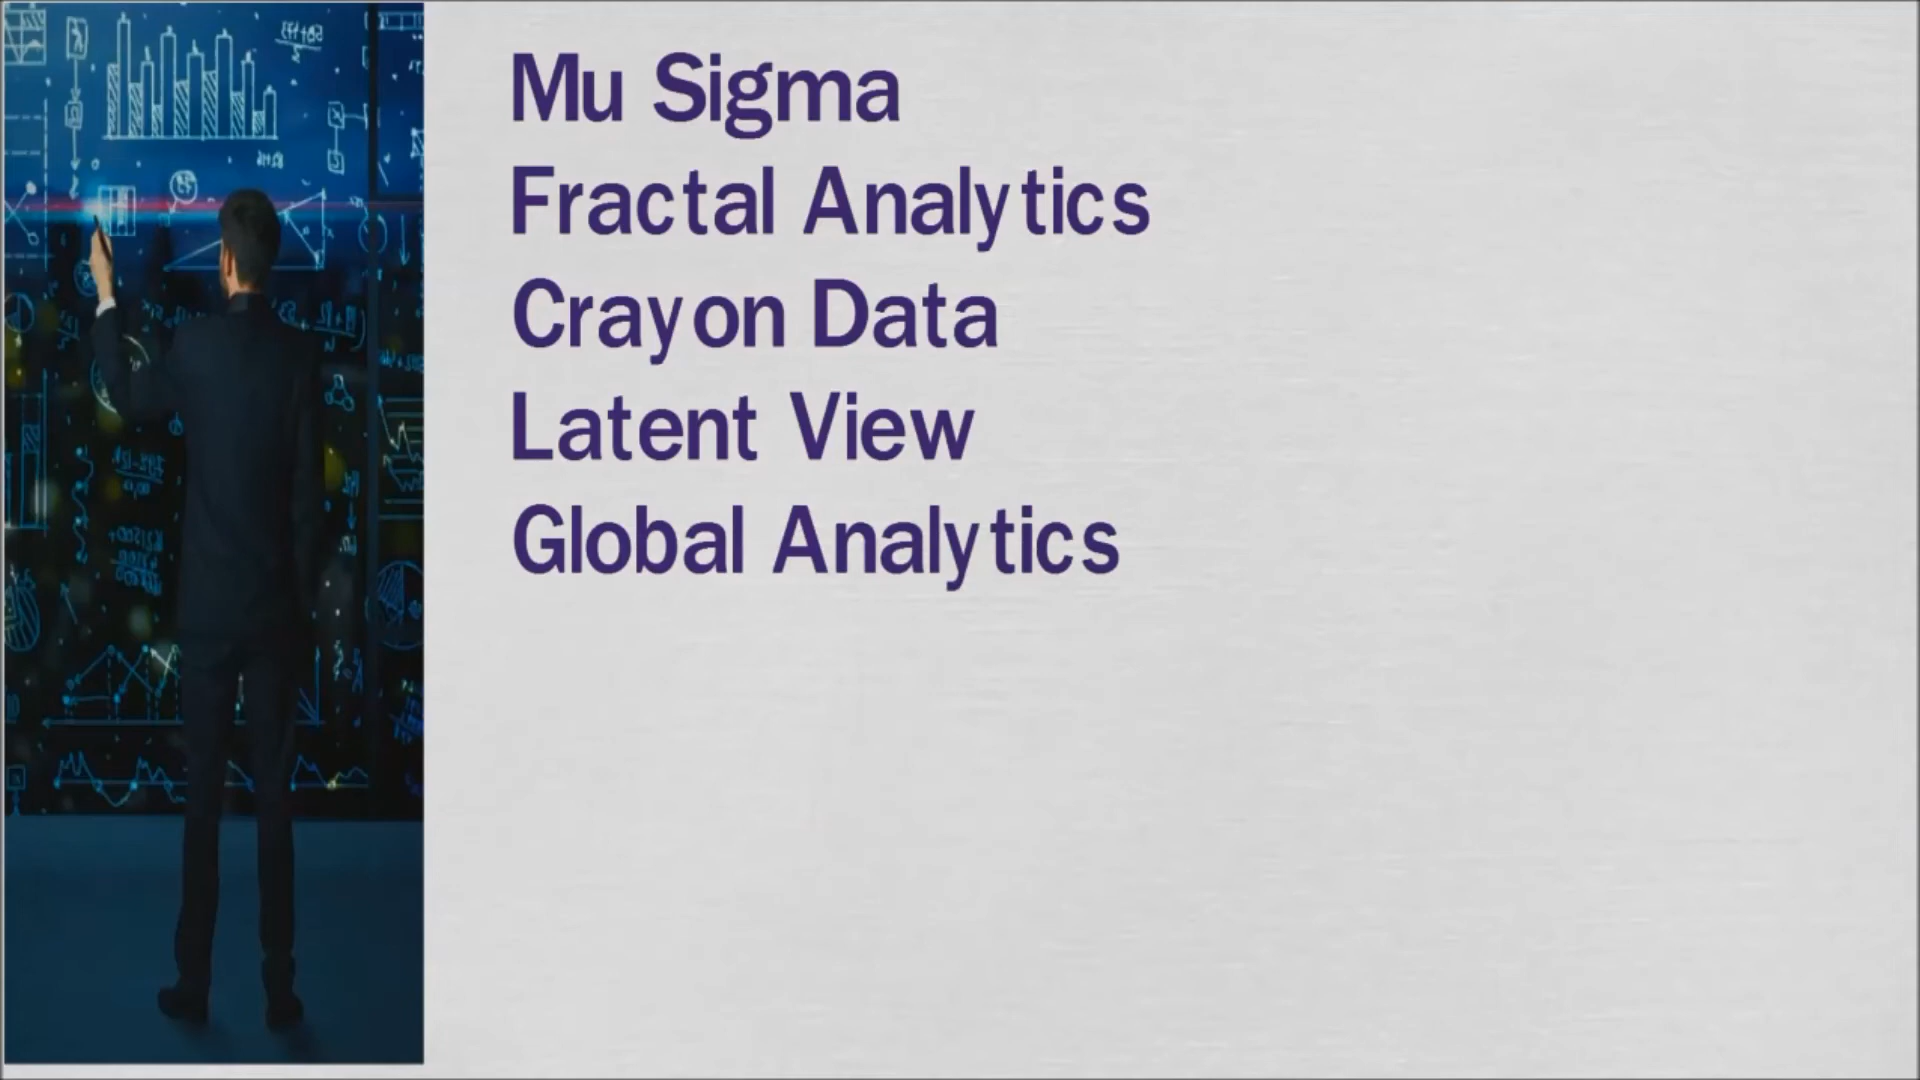 Mu Sigma
Fractal Analytics
Crayon Data
Latent View
Global Analytics